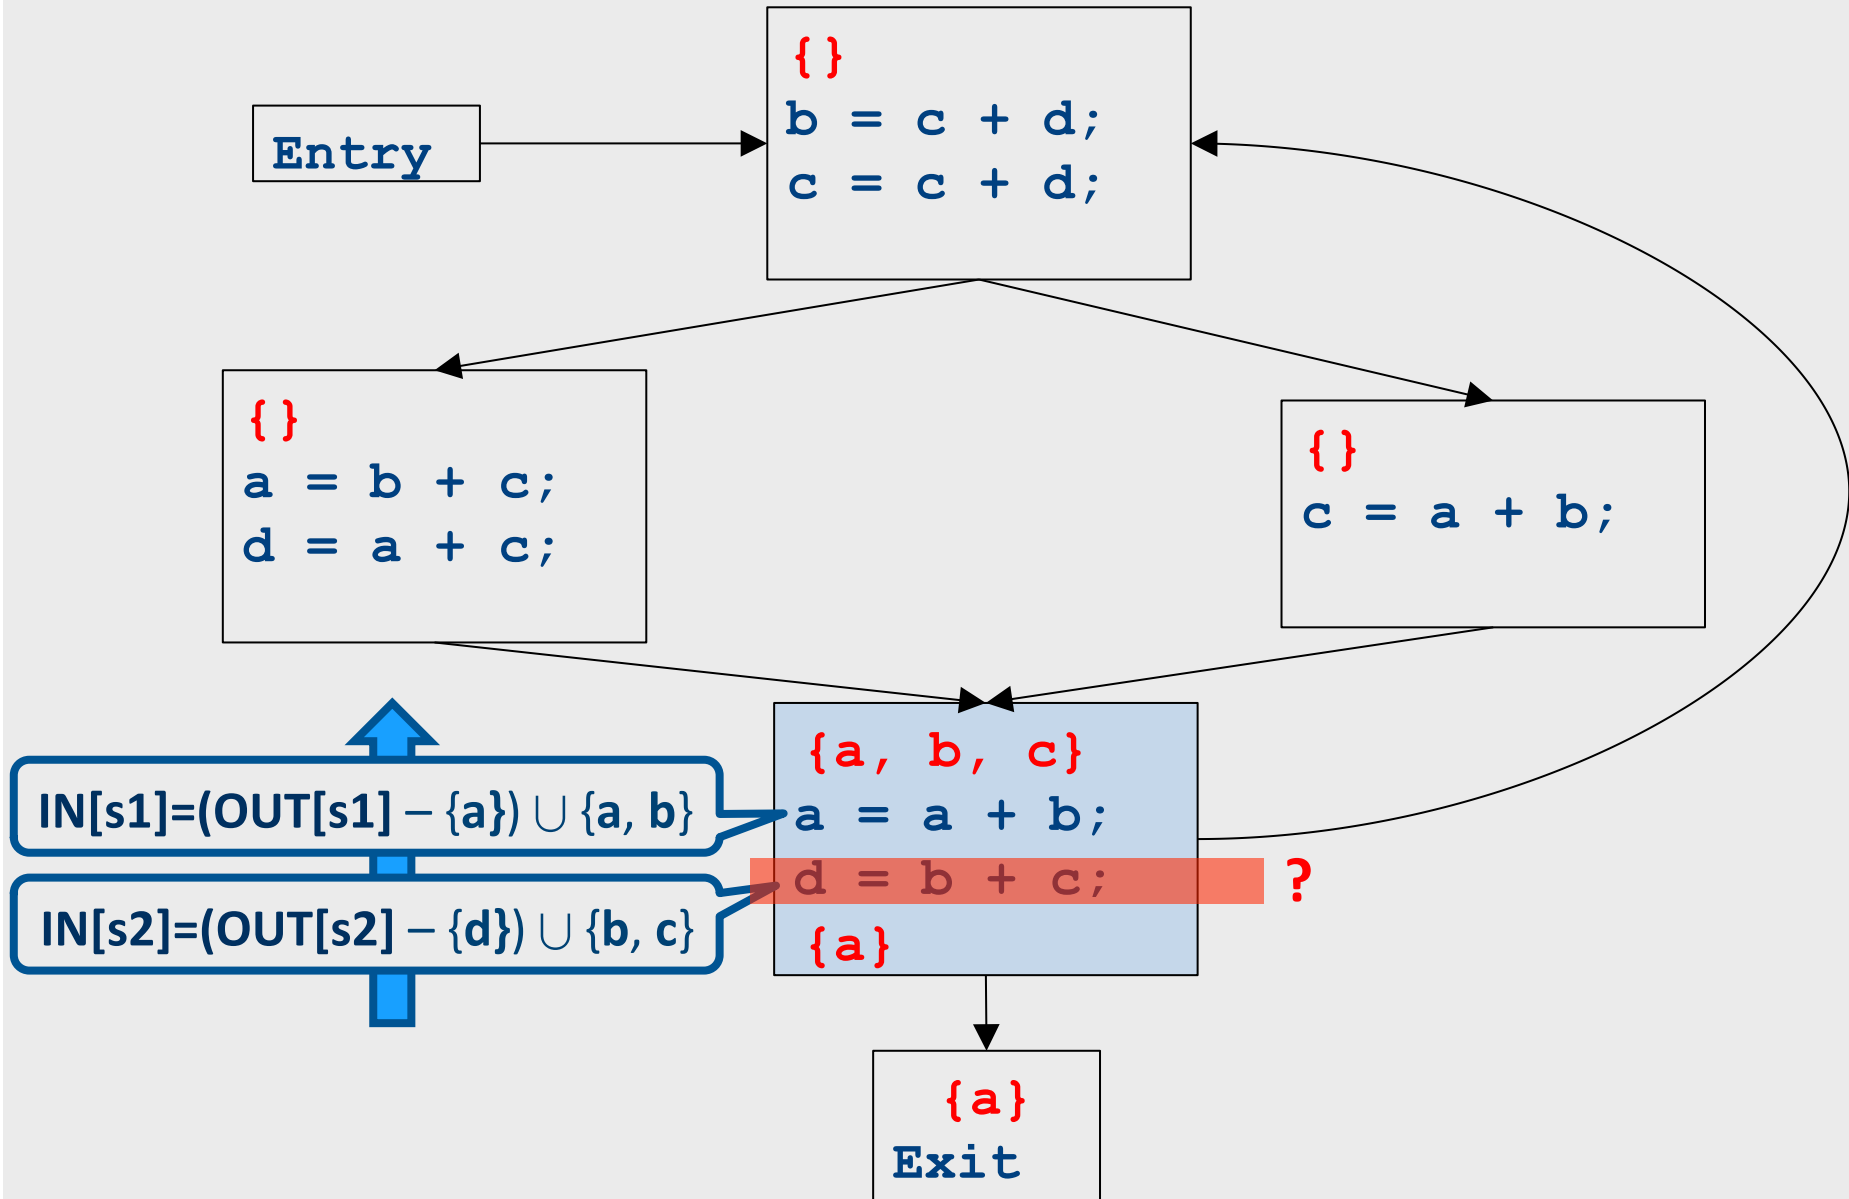 {}
b = c + d;
c = c + d;
Entry
{}
a = b + c;
d = a + c;
{}
c = a + b;
{a, b, c}
a = a + b;
d = b + c;
?
{a}
IN[s1]=(OUT[s1] – {a}) ∪ {a, b}
IN[s2]=(OUT[s2] – {d}) ∪ {b, c}
{a}
Exit